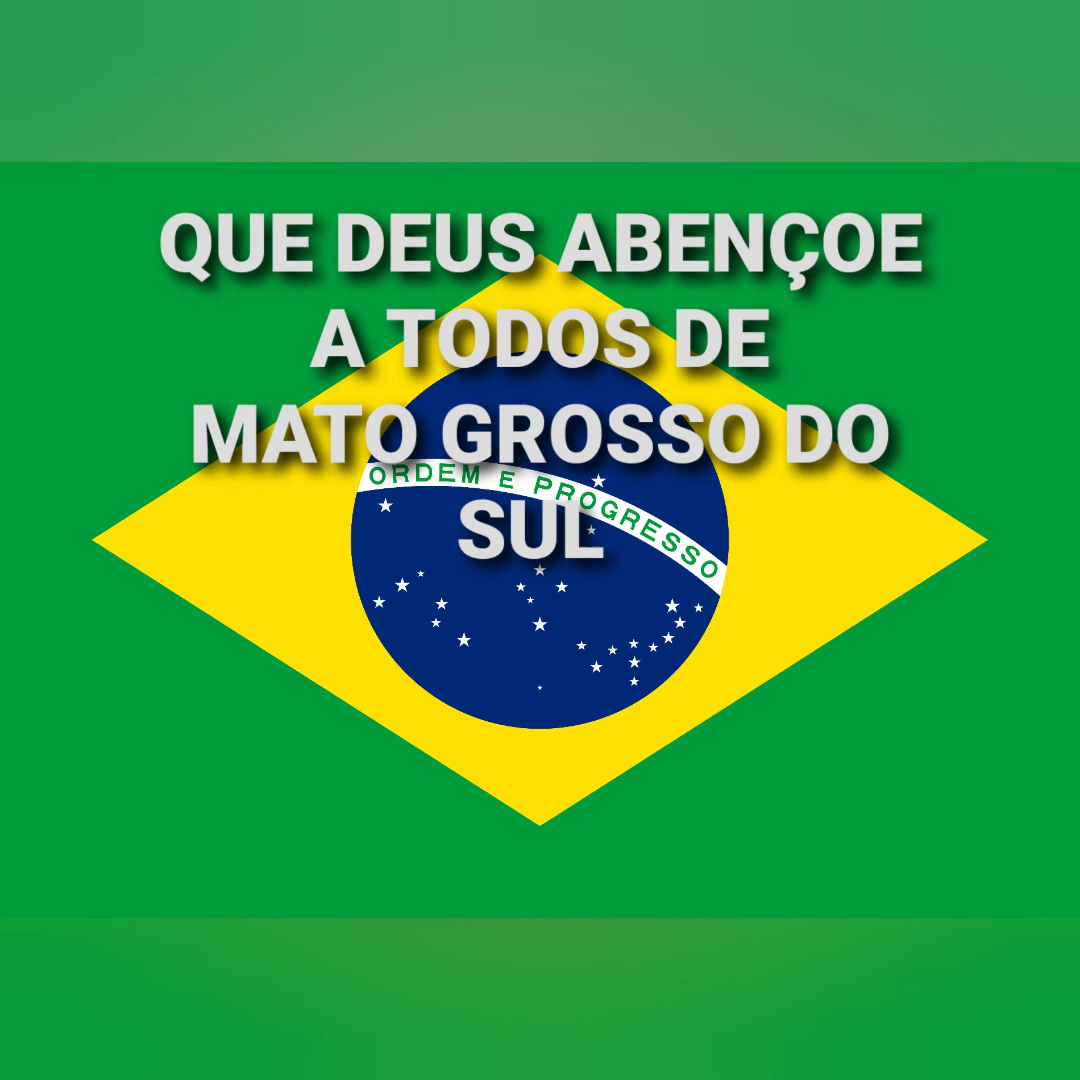 QUE DEUS ABENÇOE
A TODOS DE
MATO GROSSO DO
ORDEM E PROGRESSO
SUL